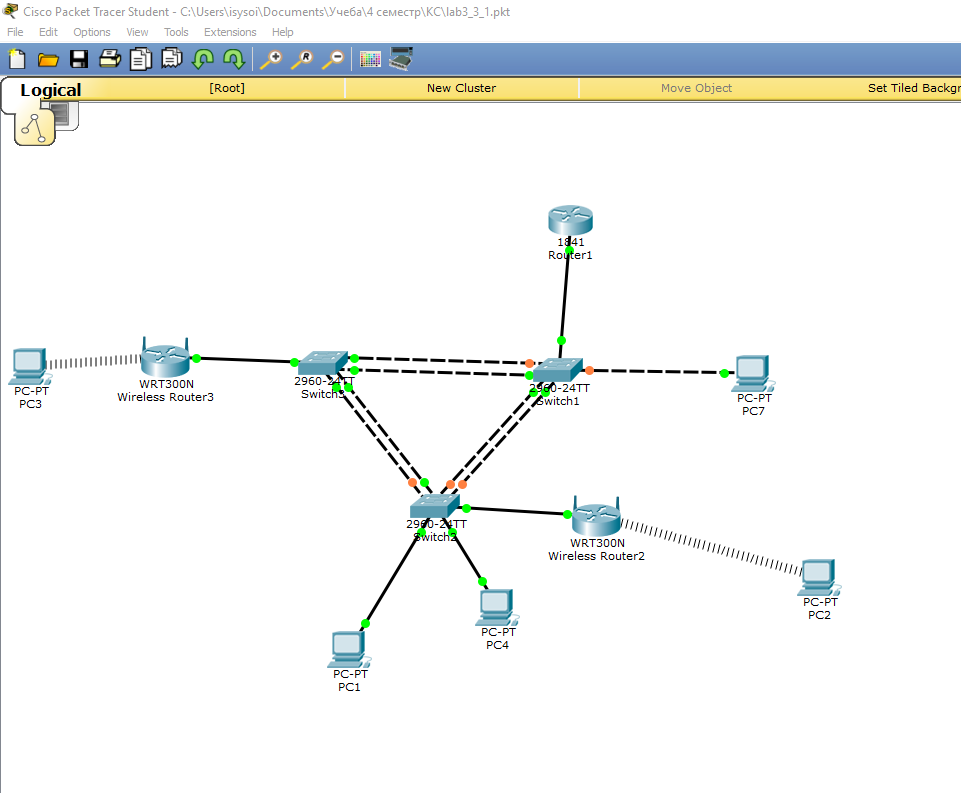 Cisco Packet Tracer Student - C:\Users\isysoi\Documents\Учеба\4 семестр\КС\lab3_3_1.pkt
File Edit Options View Tools Extensions Help
Logical [Root] New Cluster Move Object Set Tiled Backgr
1841
Router1
WRT300N
Wireless Router3
PC-PT
PC3
2960-24TT
Switch3
2960-24TT
Switch1
PC-PT
PC7
2960-24TT
Switch2
WRT300N
Wireless Router2
PC-PT
PC2
PC-PT
PC4
PC-PT
PC1